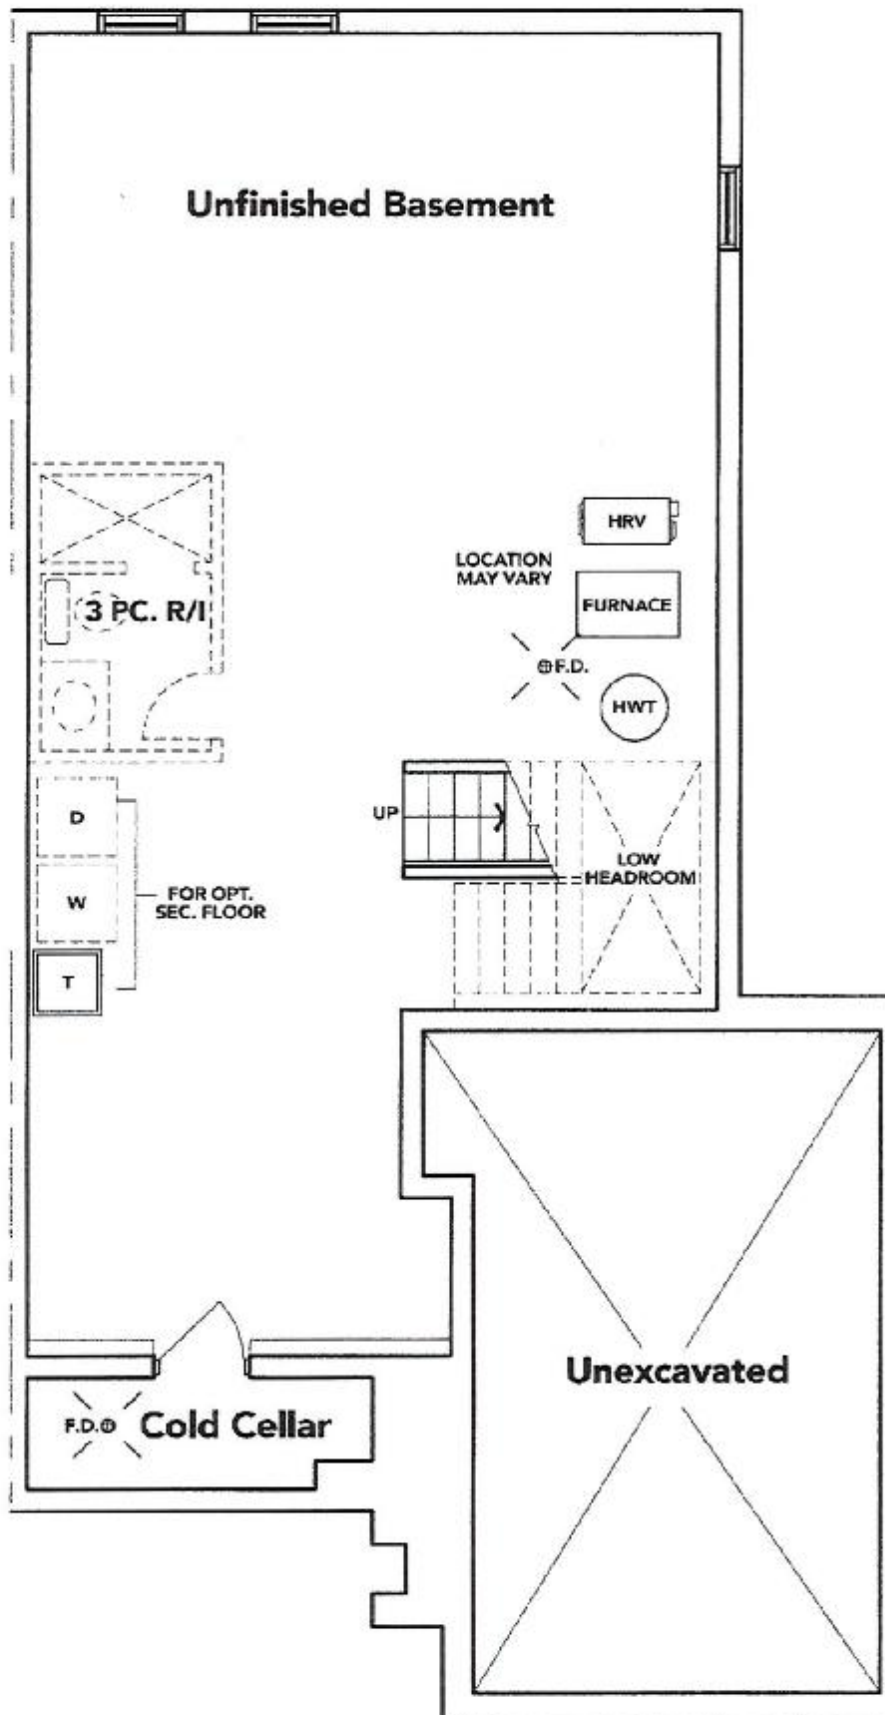 Unfinished Basement
HRV
LOCATION
MAY VARY
FURNACE
3 PC. R/I
⊕F.D.
HWT
UP
D
LOW
HEADROOM
W
FOR OPT.
SEC. FLOOR
T
Unexcavated
F.D.⊕
Cold Cellar